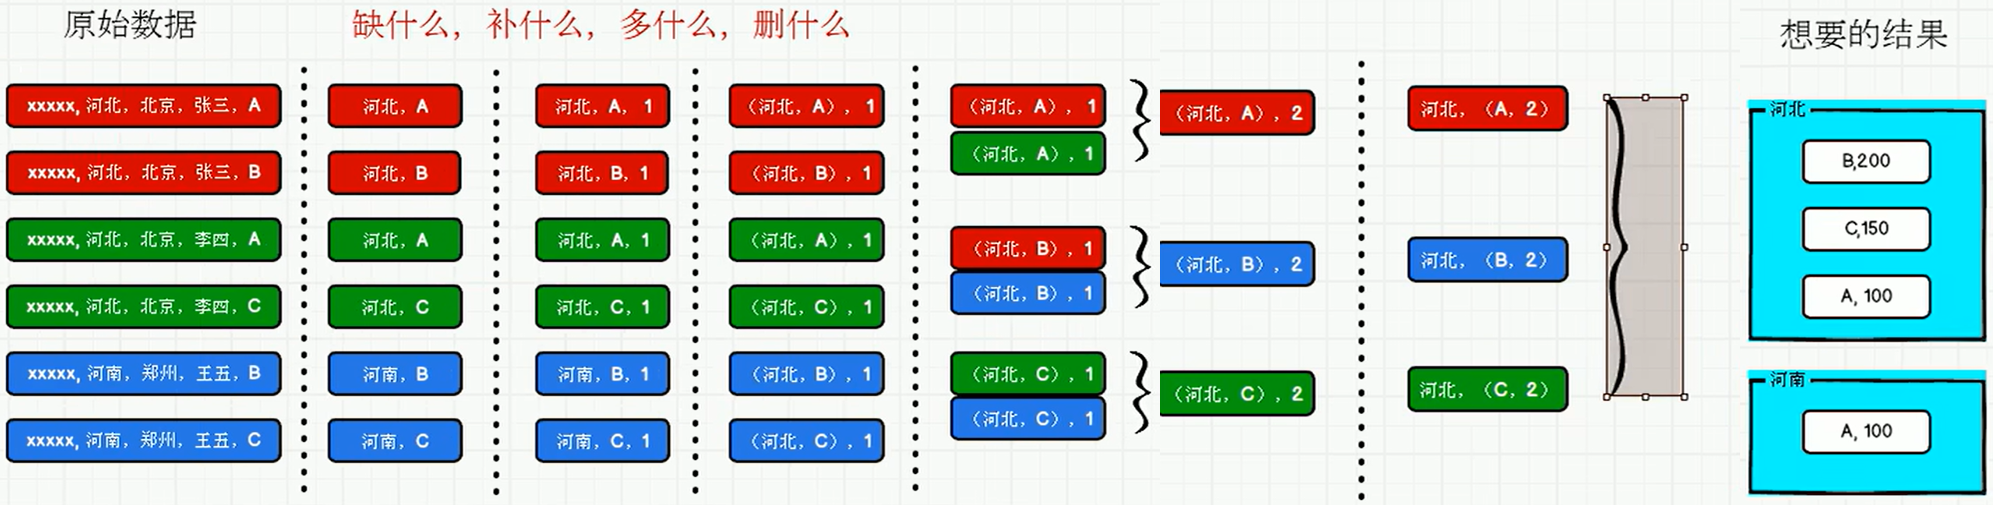 原始数据
缺什么，补什么，多什么，删什么
想要的结果
xxxxx, 河北，北京，张三，A
xxxxx, 河北，北京，张三，B
xxxxx, 河北，北京，李四，A
xxxxx, 河北，北京，李四，C
xxxxx, 河南，郑州，王五，B
xxxxx, 河南，郑州，王五，C
河北，A
河北，B
河北，A
河北，C
河南，B
河南，C
河北，A，1
河北，B，1
河北，A，1
河北，C，1
河南，B，1
河南，C，1
（河北，A），1
（河北，B），1
（河北，A），1
（河北，C），1
（河北，B），1
（河北，C），1
（河北，A），1
（河北，A），1
（河北，B），1
（河北，B），1
（河北，C），1
（河北，C），1
（河北，A），2
（河北，B），2
（河北，C），2
河北，（A，2）
河北，（B，2）
河北，（C，2）
河北
B,200
C,150
A, 100
河南
A, 100